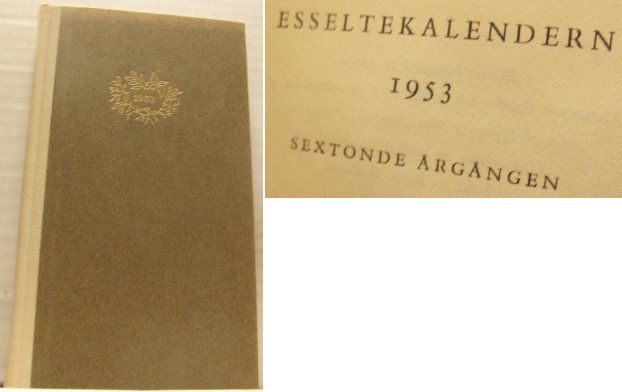 1953
ESSELTEKALENDERN
1953
SEXTONDE ÅRGÅNGEN